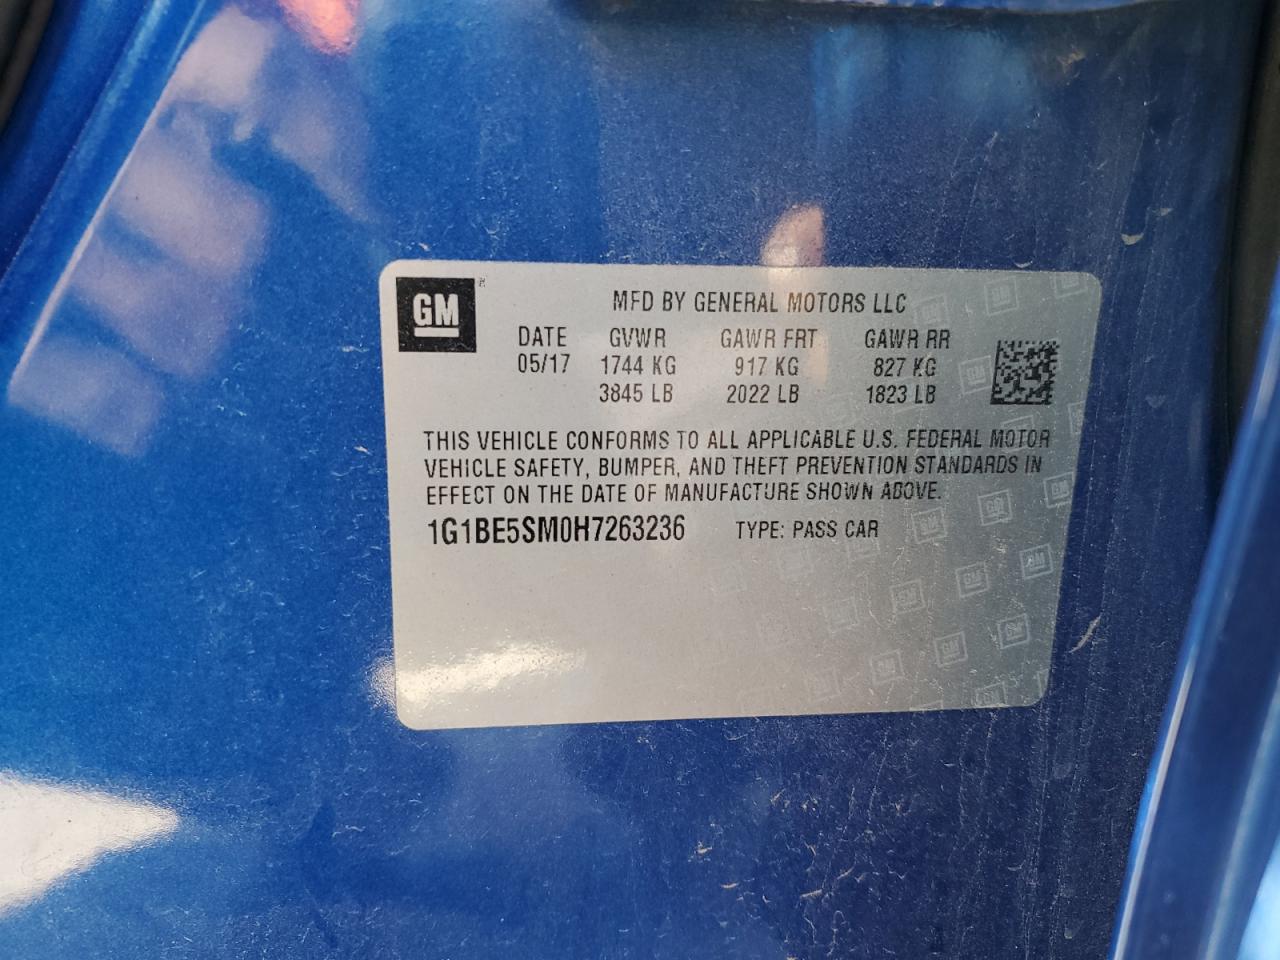 GM
MFD BY GENERAL MOTORS LLC
DATE GVWR GAWR FRT GAWR RR
05/17 1744 KG 917 KG 827 KG
3845 LB 2022 LB 1823 LB
THIS VEHICLE CONFORMS TO ALL APPLICABLE U.S. FEDERAL MOTOR
VEHICLE SAFETY, BUMPER, AND THEFT PREVENTION STANDARDS IN
EFFECT ON THE DATE OF MANUFACTURE SHOWN ABOVE.
1G1BE5SM0H7263236 TYPE: PASS CAR